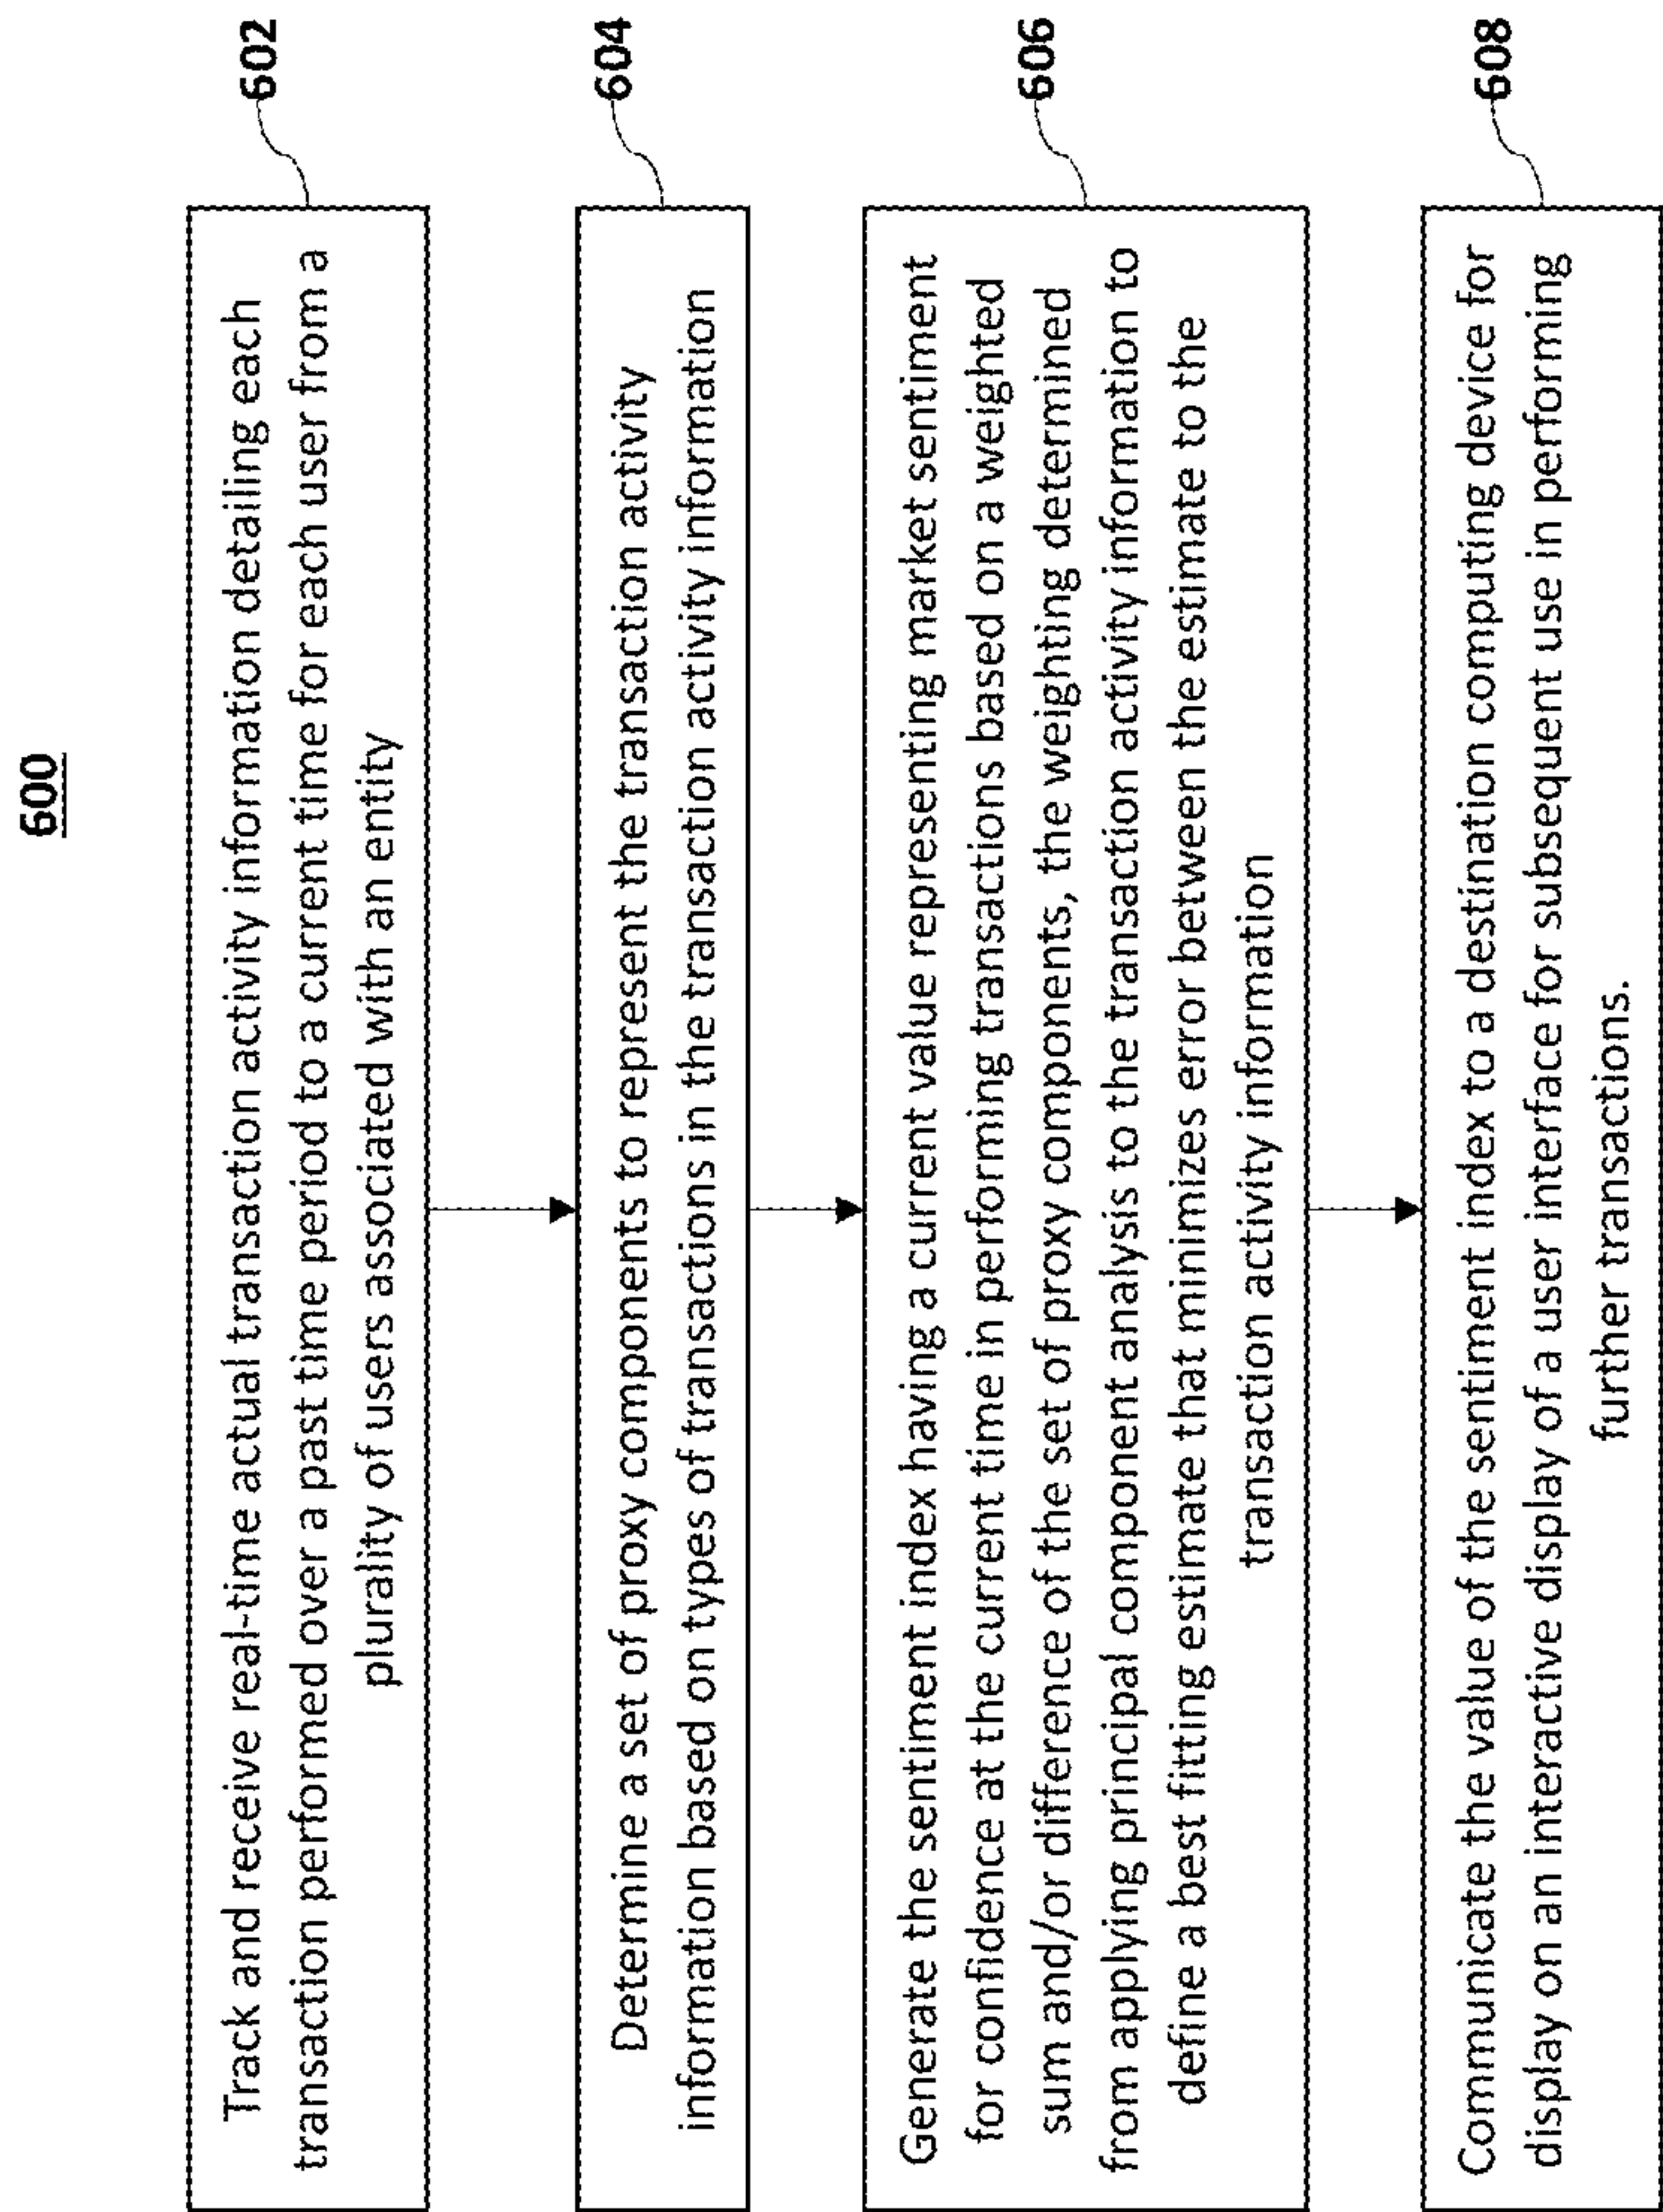 600
602
Track and receive real-time actual transaction activity information detailing each
transaction performed over a past time period to a current time for each user from a
plurality of users associated with an entity
604
Determine a set of proxy components to represent the transaction activity
information based on types of transactions in the transaction activity information
606
Generate the sentiment index having a current value representing market sentiment
for confidence at the current time in performing transactions based on a weighted
sum and/or difference of the set of proxy components, the weighting determined
from applying principal component analysis to the transaction activity information to
define a best fitting estimate that minimizes error between the estimate to the
transaction activity information
608
Communicate the value of the sentiment index to a destination computing device for
display on an interactive display of a user interface for subsequent use in performing
further transactions.